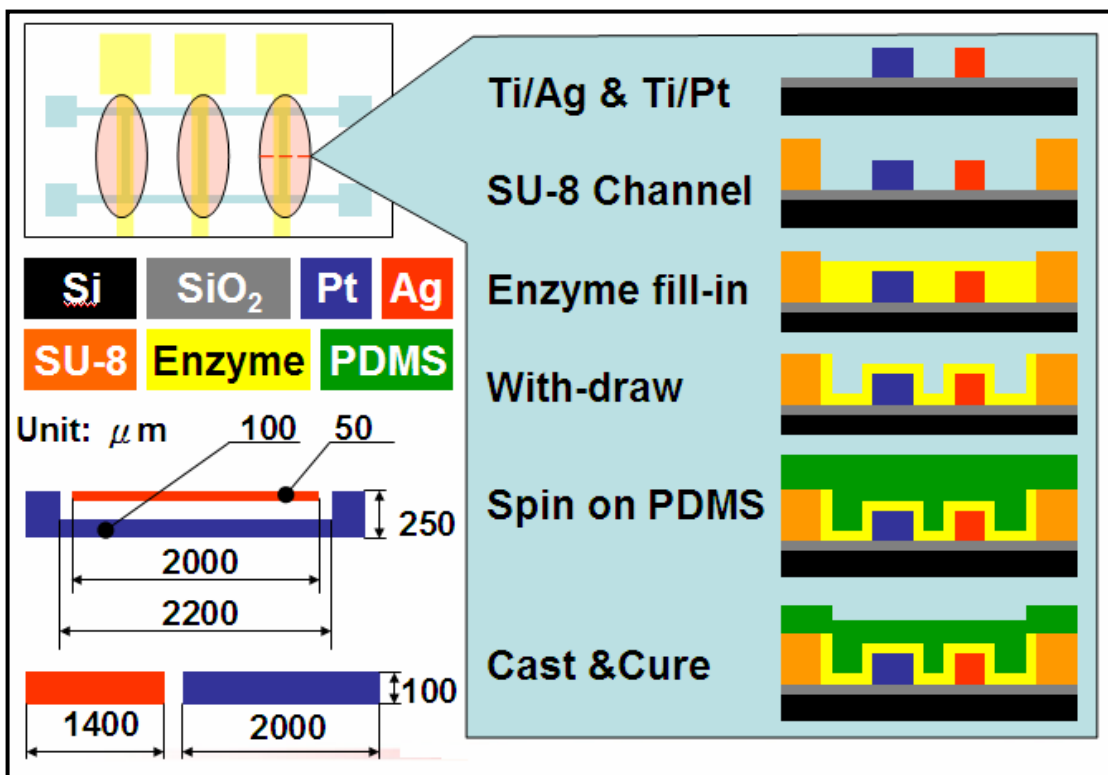 Ti/Ag & Ti/Pt
SU-8 Channel
Enzyme fill-in
With-draw
Spin on PDMS
Cast &Cure
Si SiO₂ Pt Ag
SU-8 Enzyme PDMS
Unit: μm
100 50
250
2000
2200
100
1400 2000